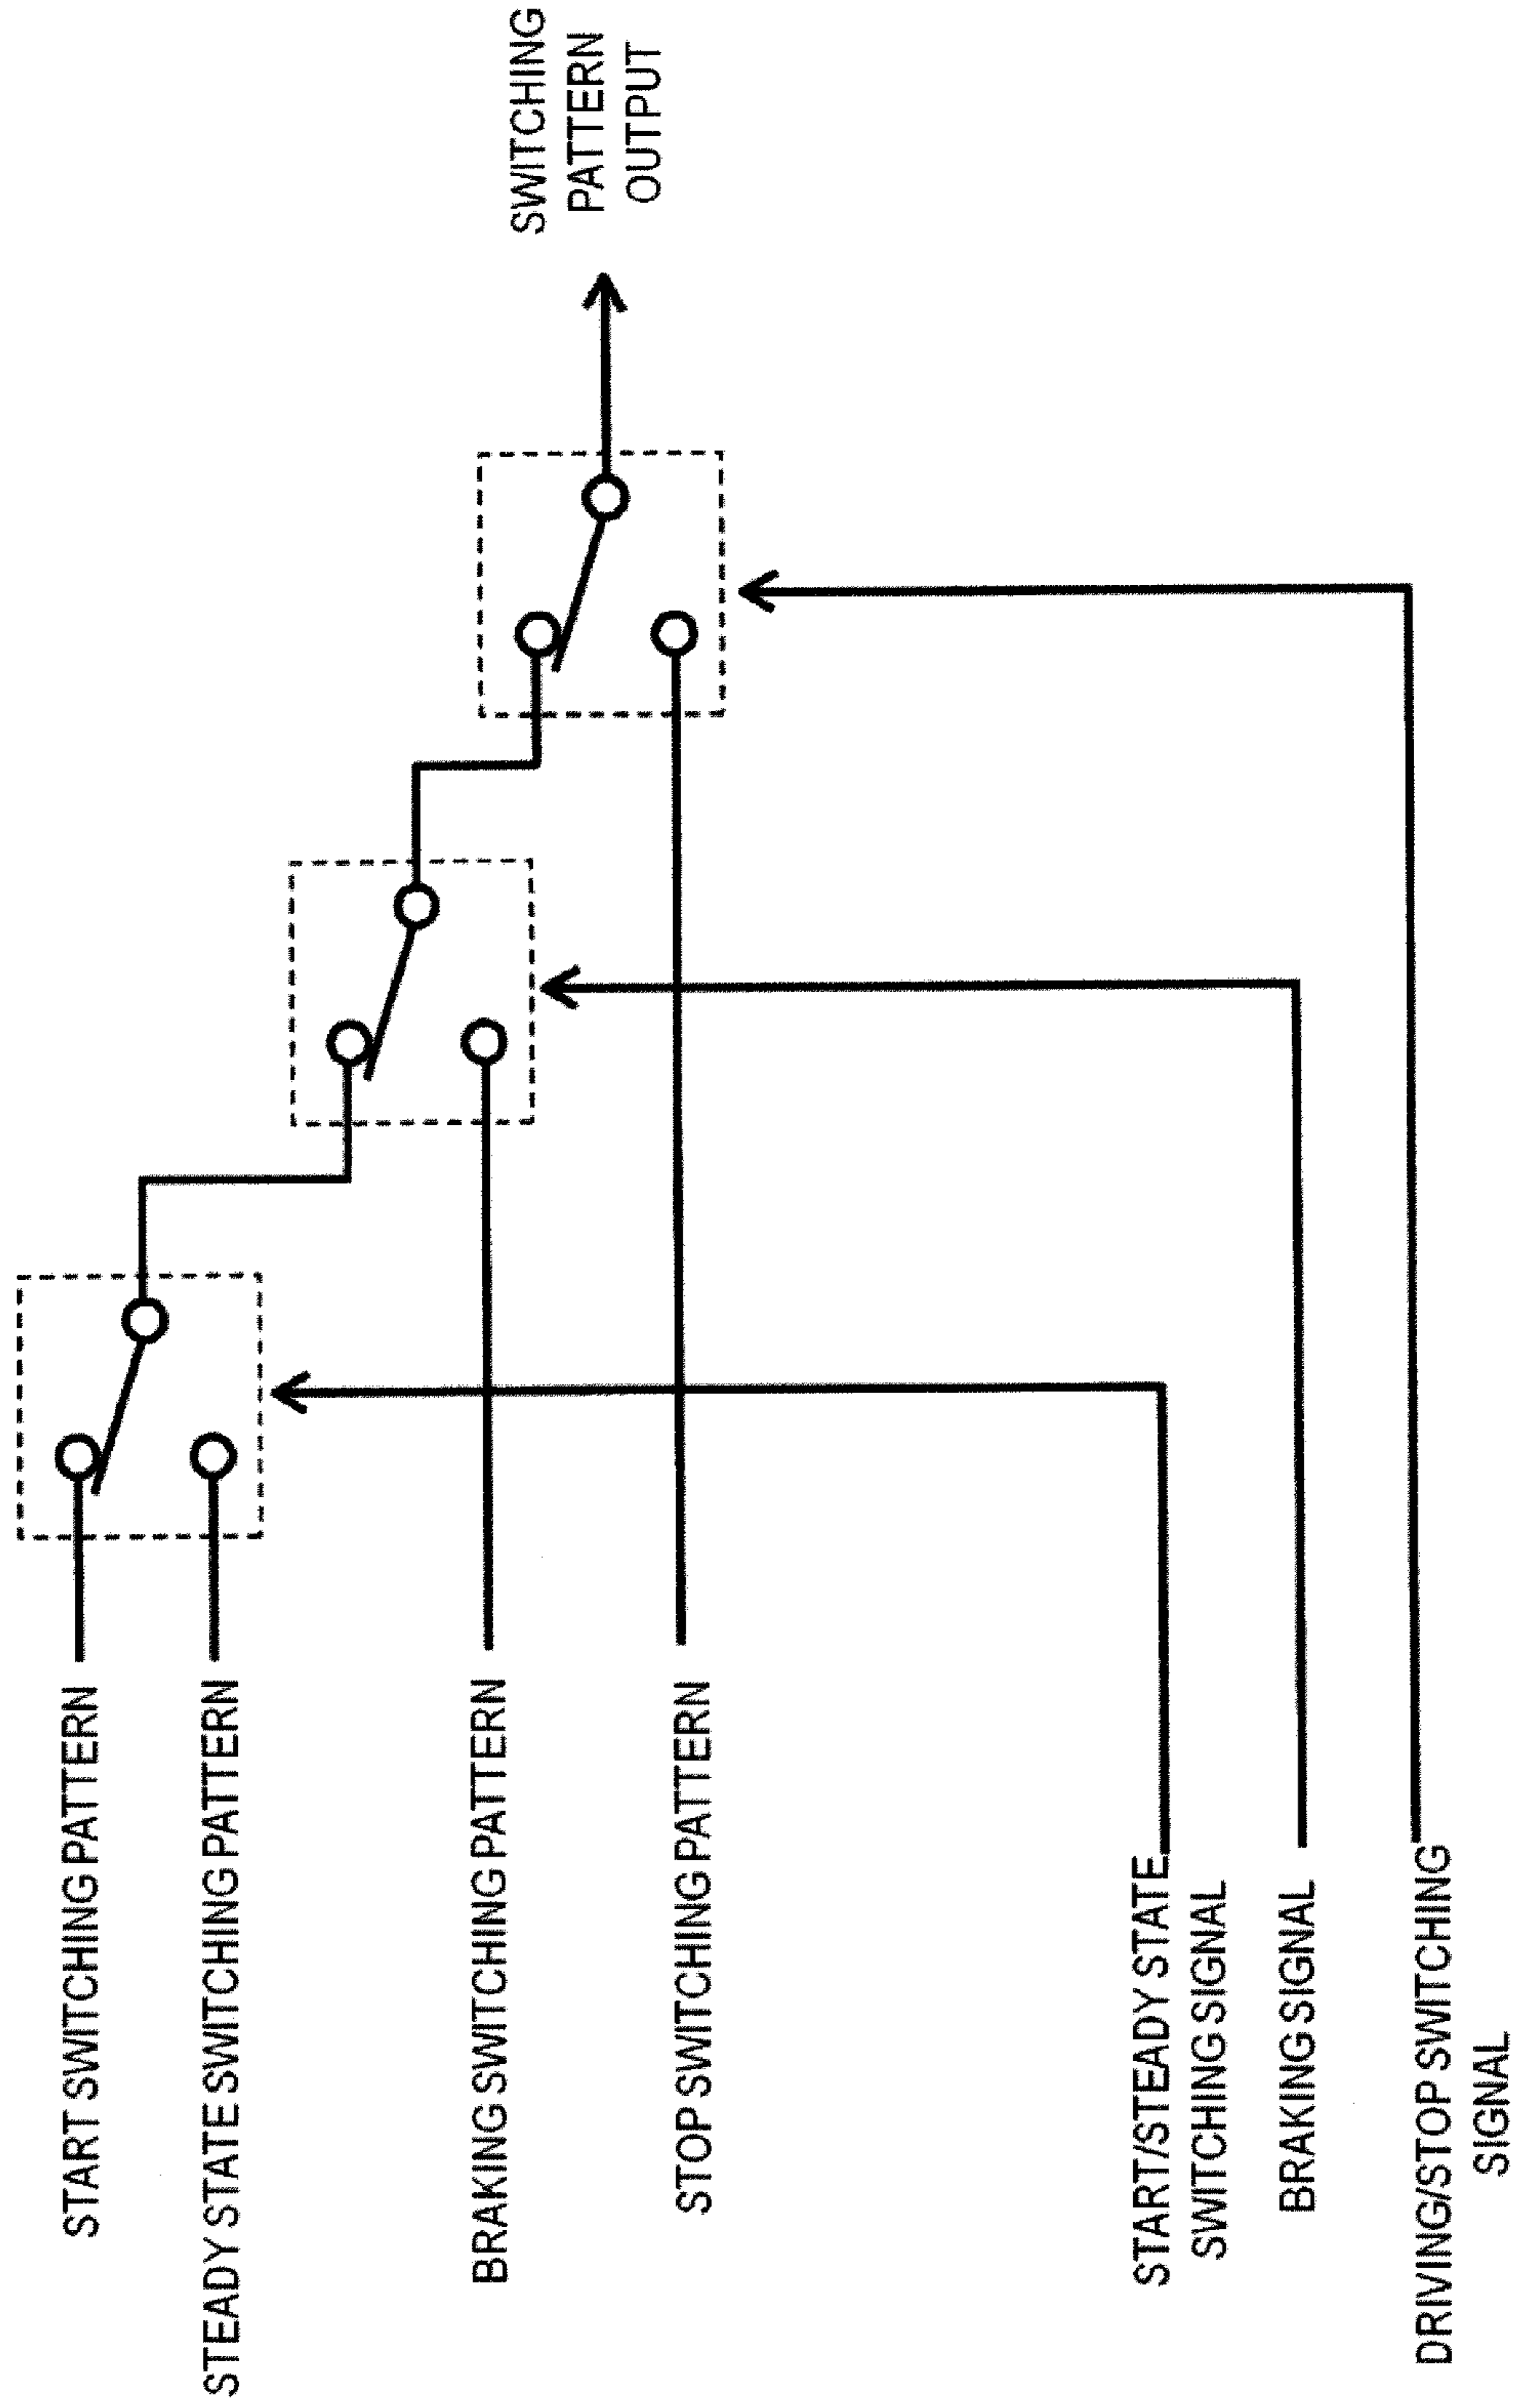 START SWITCHING PATTERN
STEADY STATE SWITCHING PATTERN
BRAKING SWITCHING PATTERN
STOP SWITCHING PATTERN
START/STEADY STATE
SWITCHING SIGNAL
BRAKING SIGNAL
DRIVING/STOP SWITCHING
SIGNAL
SWITCHING
PATTERN
OUTPUT